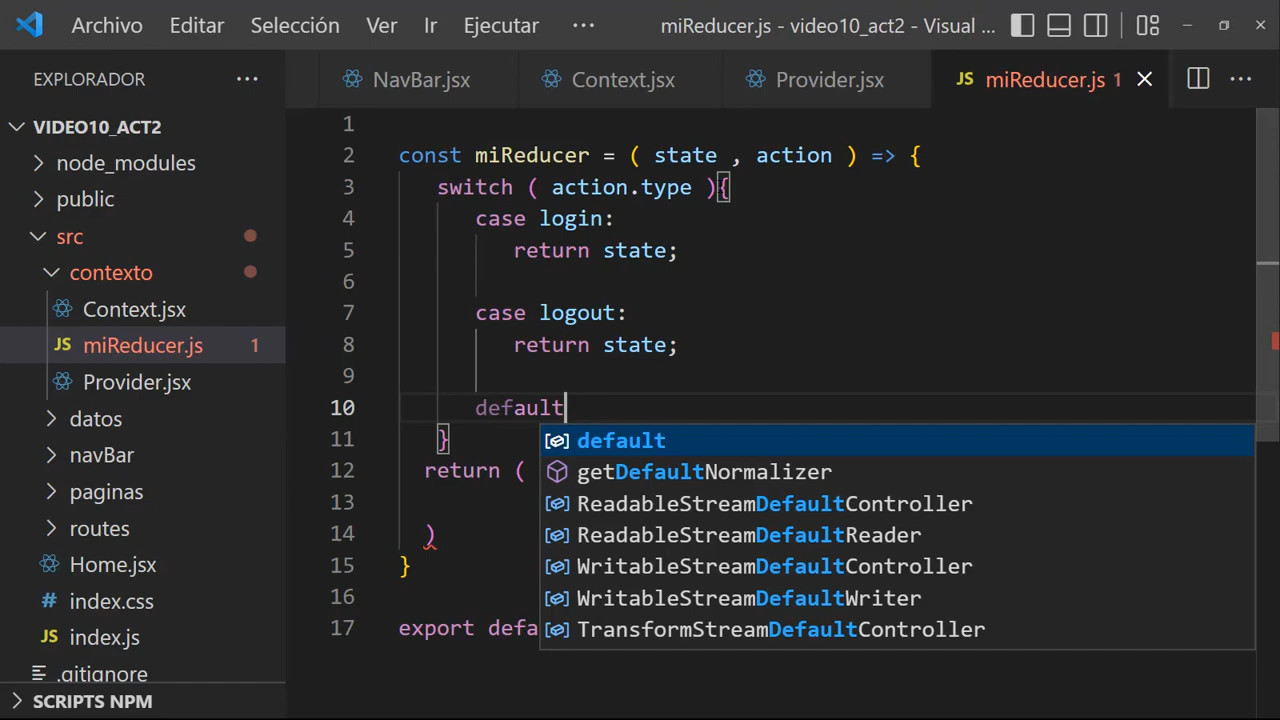 Archivo Editar Selección Ver Ir Ejecutar ··· miReducer.js - video10_act2 - Visual ...
EXPLORADOR ···
NavBar.jsx Context.jsx Provider.jsx JS miReducer.js 1 ···
VIDEO10_ACT2
node_modules
public
src
contexto
Context.jsx
JS miReducer.js 1
Provider.jsx
datos
navBar
paginas
routes
Home.jsx
# index.css
JS index.js
.gitignore
SCRIPTS NPM
1
2 const miReducer = ( state , action ) => {
3 switch ( action.type ){
4 case login:
5 return state;
6
7 case logout:
8 return state;
9
10 default
11 }
12 return (
13
14 )
15 }
16
17 export defa
default
getDefaultNormalizer
ReadableStreamDefaultController
ReadableStreamDefaultReader
WritableStreamDefaultController
WritableStreamDefaultWriter
TransformStreamDefaultController